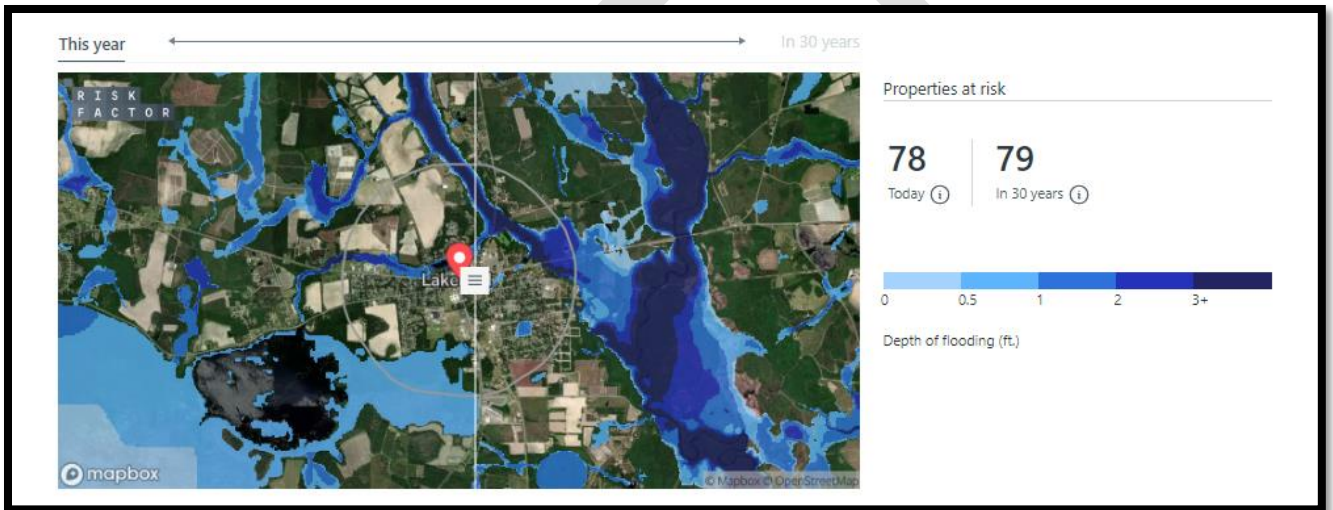 This year
In 30 years
RISK
FACTOR
Lake
mapbox
© Mapbox © OpenStreetMap
Properties at risk
78
79
Today
In 30 years
0 0.5 1 2 3+
Depth of flooding (ft.)